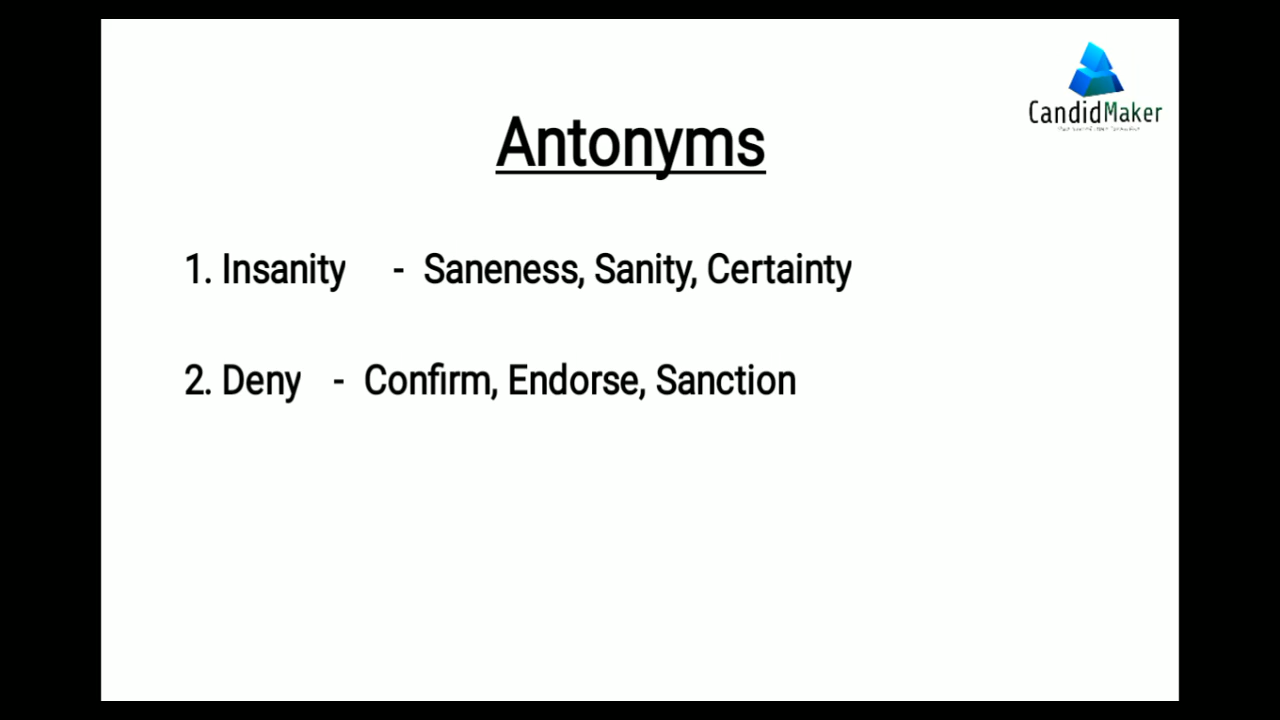 CandidMaker
Antonyms
1. Insanity - Saneness, Sanity, Certainty
2. Deny - Confirm, Endorse, Sanction